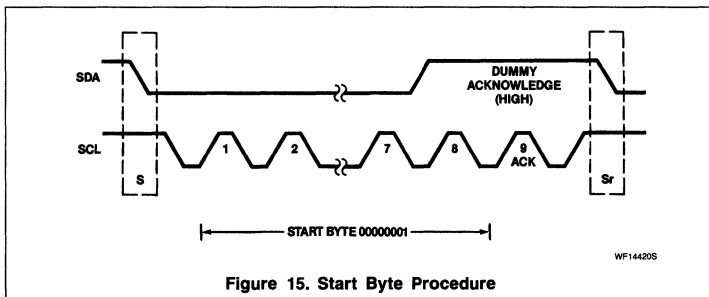 SDA
DUMMY
ACKNOWLEDGE
(HIGH)
SCL
1
2
7
8
9
ACK
S
Sr
START BYTE 00000001
WF14420S
Figure 15. Start Byte Procedure